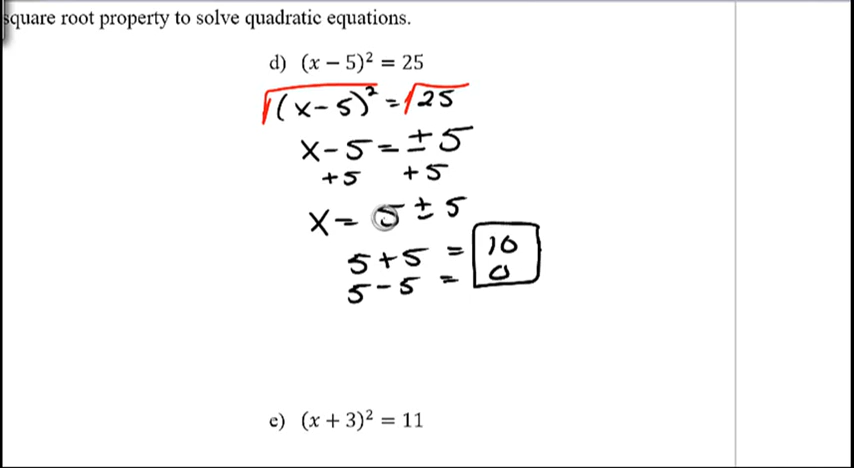 square root property to solve quadratic equations.
d) (x – 5)² = 25
√(x-5)² = √25
x-5 = ±5
+5 +5
x = 5 ± 5
5+5 = 10
5-5 = 0
e) (x + 3)² = 11